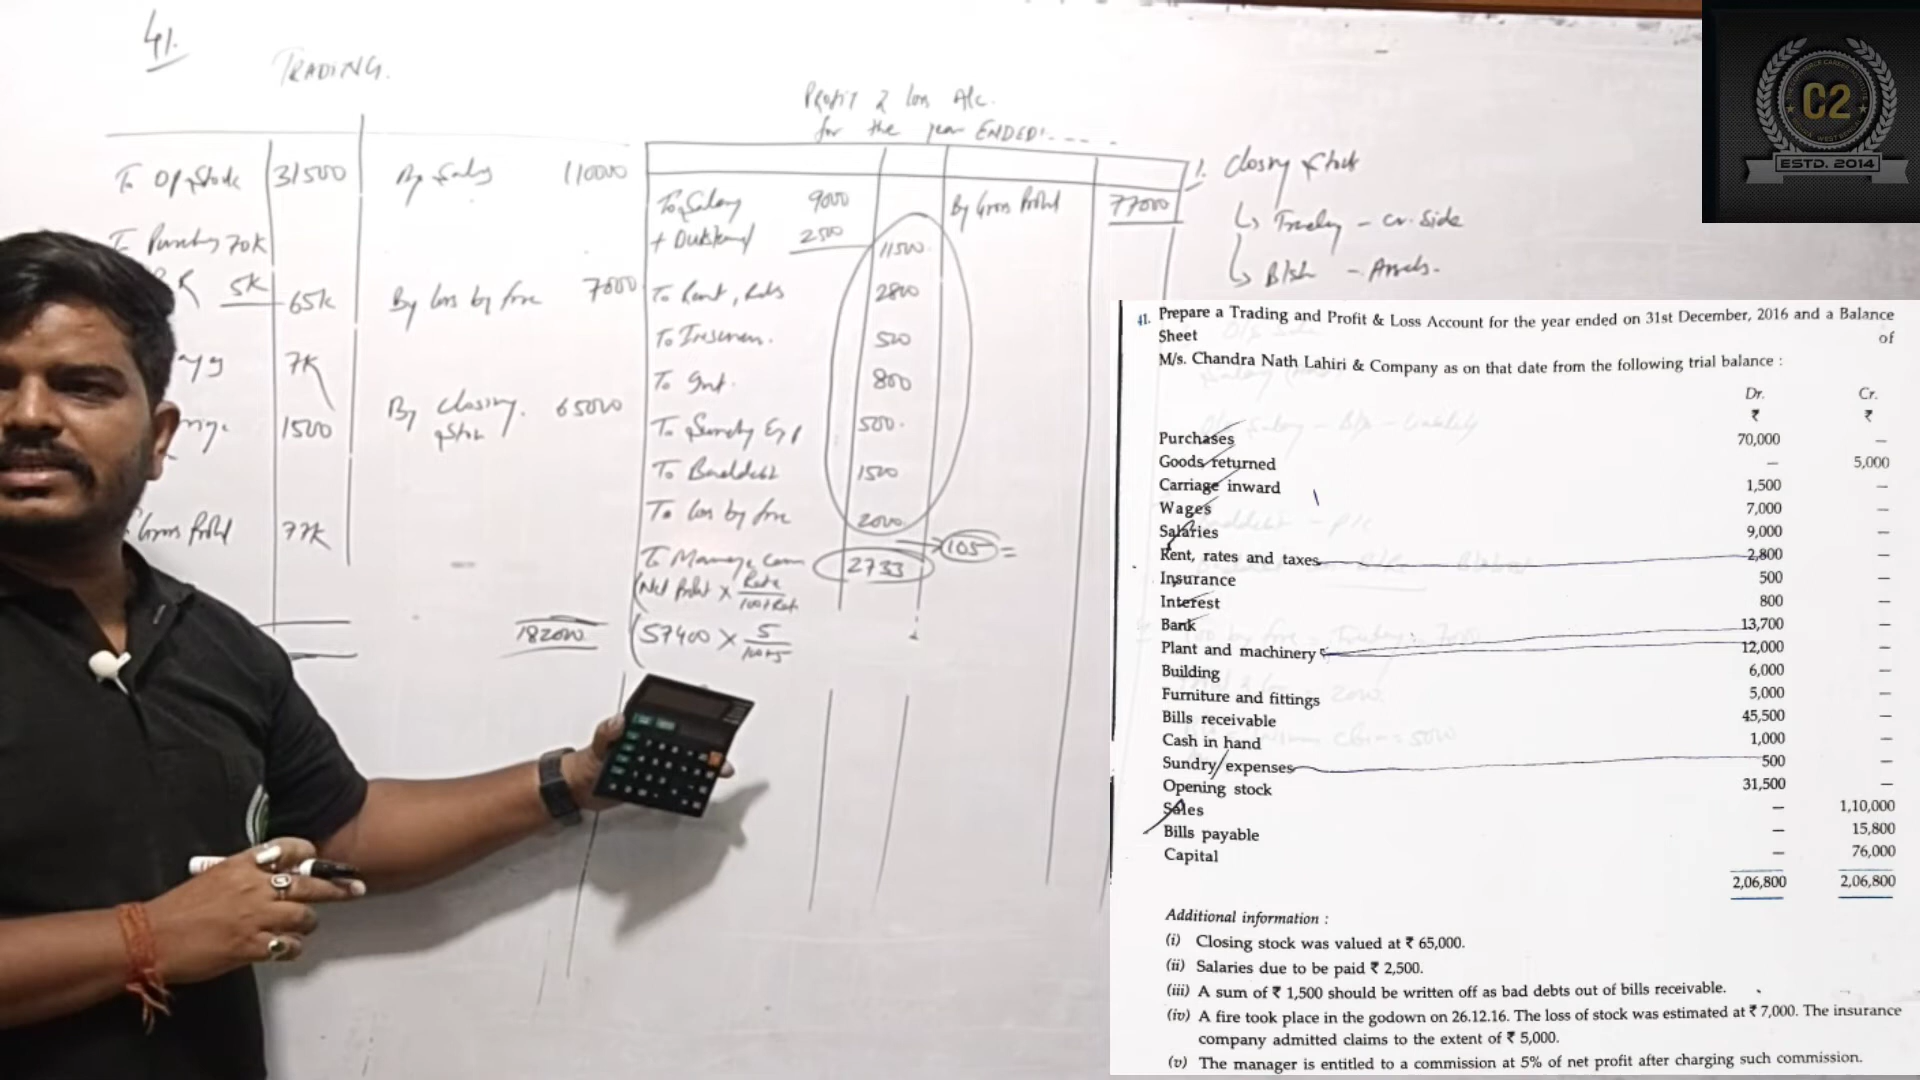 41.
TRADING.
To Op. Stock 31500 By Sales 110000
To Purchas 70K
R 5K 65K By loss by fire 7000
7K
1500 By Closing Stock 65000
Gross Profit 77K
182000
Profit & Loss A/c.
for the year ENDED:- - - -
To Salary 9000 By Gross Profit 77000
+ Outstand 2500 11500
To Rent, Rates 2800
To Insuran. 500
To Int. 800
To Sundry Exp 500.
To Baddebt 1500
To loss by fire 2000
→ 105 =
To Manag. Com 2733
(Net Profit × Rate/100+Rate
(57400 × 5/100+5
1. Closing Stock
↳ Trading - Cr. Side
↳ B/Sh - Assets.
C2
ESTD. 2014
41. Prepare a Trading and Profit & Loss Account for the year ended on 31st December, 2016 and a Balance Sheet of
M/s. Chandra Nath Lahiri & Company as on that date from the following trial balance :
Dr. Cr.
₹ ₹
Purchases 70,000 —
Goods returned — 5,000
Carriage inward 1,500 —
Wages 7,000 —
Salaries 9,000 —
Rent, rates and taxes 2,800 —
Insurance 500 —
Interest 800 —
Bank 13,700 —
Plant and machinery 12,000 —
Building 6,000 —
Furniture and fittings 5,000 —
Bills receivable 45,500 —
Cash in hand 1,000 —
Sundry expenses 500 —
Opening stock 31,500 —
Sales — 1,10,000
Bills payable — 15,800
Capital — 76,000
2,06,800 2,06,800
Additional information :
(i) Closing stock was valued at ₹ 65,000.
(ii) Salaries due to be paid ₹ 2,500.
(iii) A sum of ₹ 1,500 should be written off as bad debts out of bills receivable.
(iv) A fire took place in the godown on 26.12.16. The loss of stock was estimated at ₹ 7,000. The insurance
company admitted claims to the extent of ₹ 5,000.
(v) The manager is entitled to a commission at 5% of net profit after charging such commission.